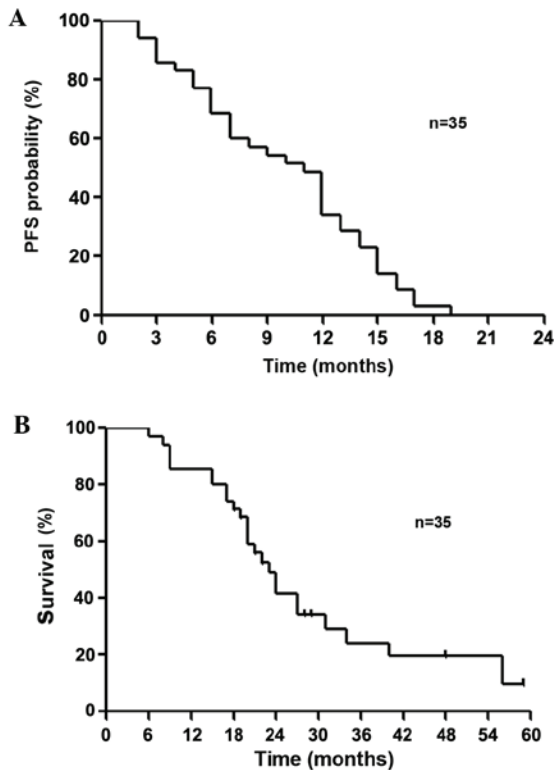 A
PFS probability (%)
100
80
60
40
20
0
n=35
0 3 6 9 12 15 18 21 24
Time (months)
B
Survival (%)
100
80
60
40
20
0
n=35
0 6 12 18 24 30 36 42 48 54 60
Time (months)